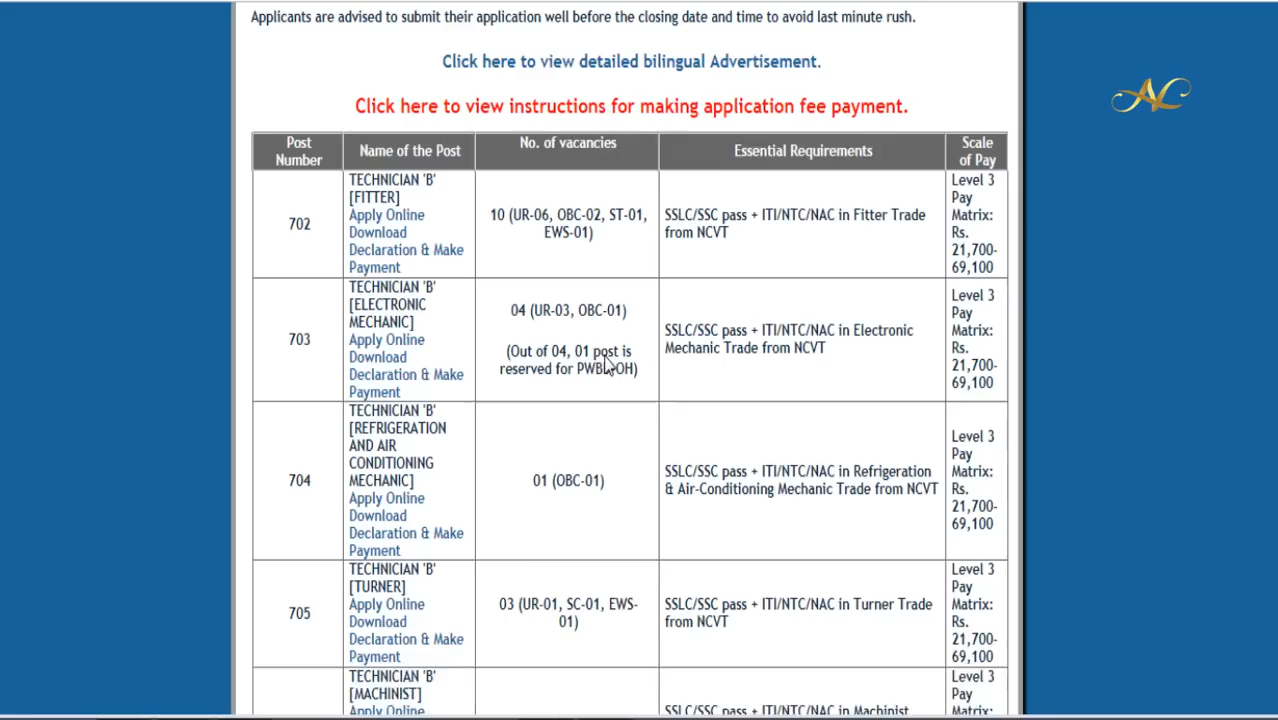 Applicants are advised to submit their application well before the closing date and time to avoid last minute rush.
Click here to view detailed bilingual Advertisement.
Click here to view instructions for making application fee payment.
Post
Number
Name of the Post
No. of vacancies
Essential Requirements
Scale
of Pay
702
TECHNICIAN 'B'
[FITTER]
Apply Online
Download
Declaration & Make
Payment
10 (UR-06, OBC-02, ST-01,
EWS-01)
SSLC/SSC pass + ITI/NTC/NAC in Fitter Trade
from NCVT
Level 3
Pay
Matrix:
Rs.
21,700-
69,100
703
TECHNICIAN 'B'
[ELECTRONIC
MECHANIC]
Apply Online
Download
Declaration & Make
Payment
04 (UR-03, OBC-01)
(Out of 04, 01 post is
reserved for
SSLC/SSC pass + ITI/NTC/NAC in Electronic
Mechanic Trade from NCVT
Level 3
Pay
Matrix:
Rs.
21,700-
69,100
704
TECHNICIAN 'B'
[REFRIGERATION
AND AIR
CONDITIONING
MECHANIC]
Apply Online
Download
Declaration & Make
Payment
01 (OBC-01)
SSLC/SSC pass + ITI/NTC/NAC in Refrigeration
& Air-Conditioning Mechanic Trade from NCVT
Level 3
Pay
Matrix:
Rs.
21,700-
69,100
705
TECHNICIAN 'B'
[TURNER]
Apply Online
Download
Declaration & Make
Payment
03 (UR-01, SC-01, EWS-
01)
SSLC/SSC pass + ITI/NTC/NAC in Turner Trade
from NCVT
Level 3
Pay
Matrix:
Rs.
21,700-
69,100
TECHNICIAN 'B'
[MACHINIST]
Apply Online
SSLC/SSC pass + ITI/NTC/NAC in Machinist
Level 3
Pay
Matrix:
AC